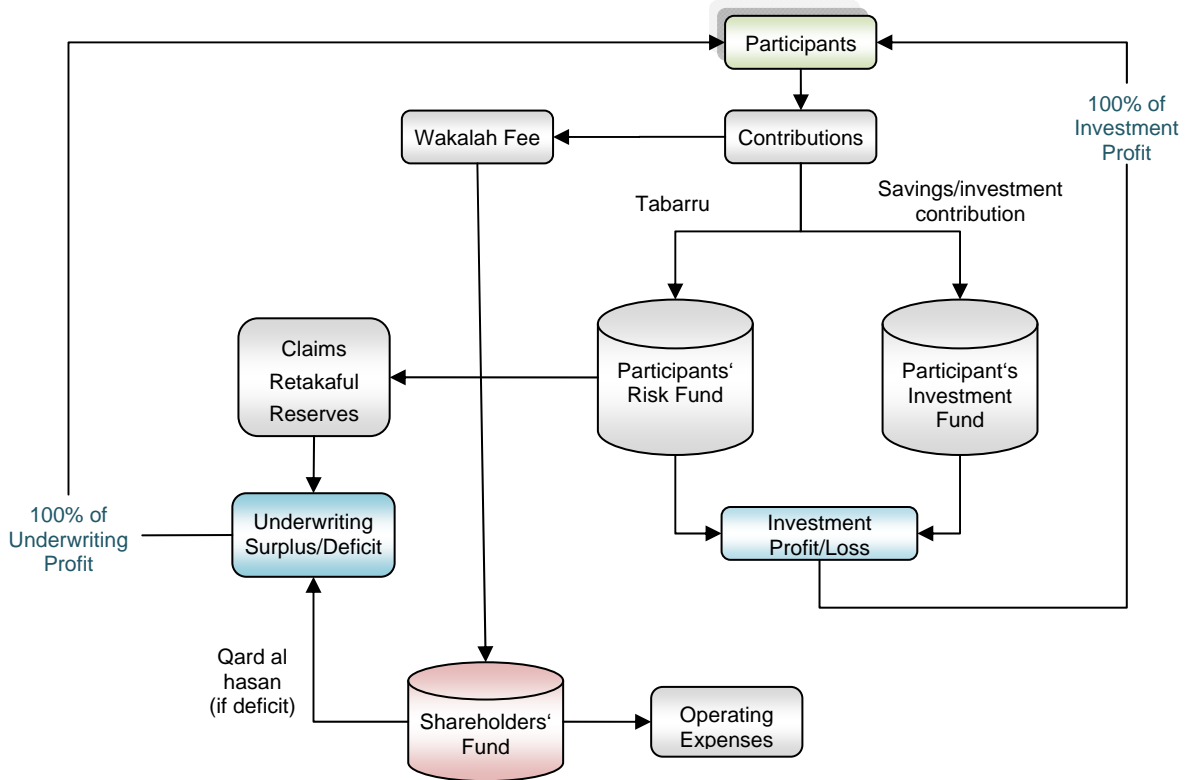 Participants
100% of
Investment
Profit
Wakalah Fee
Contributions
Tabarru
Savings/investment
contribution
Claims
Retakaful
Reserves
Participants‘
Risk Fund
Participant‘s
Investment
Fund
100% of
Underwriting
Profit
Underwriting
Surplus/Deficit
Investment
Profit/Loss
Qard al
hasan
(if deficit)
Shareholders‘
Fund
Operating
Expenses